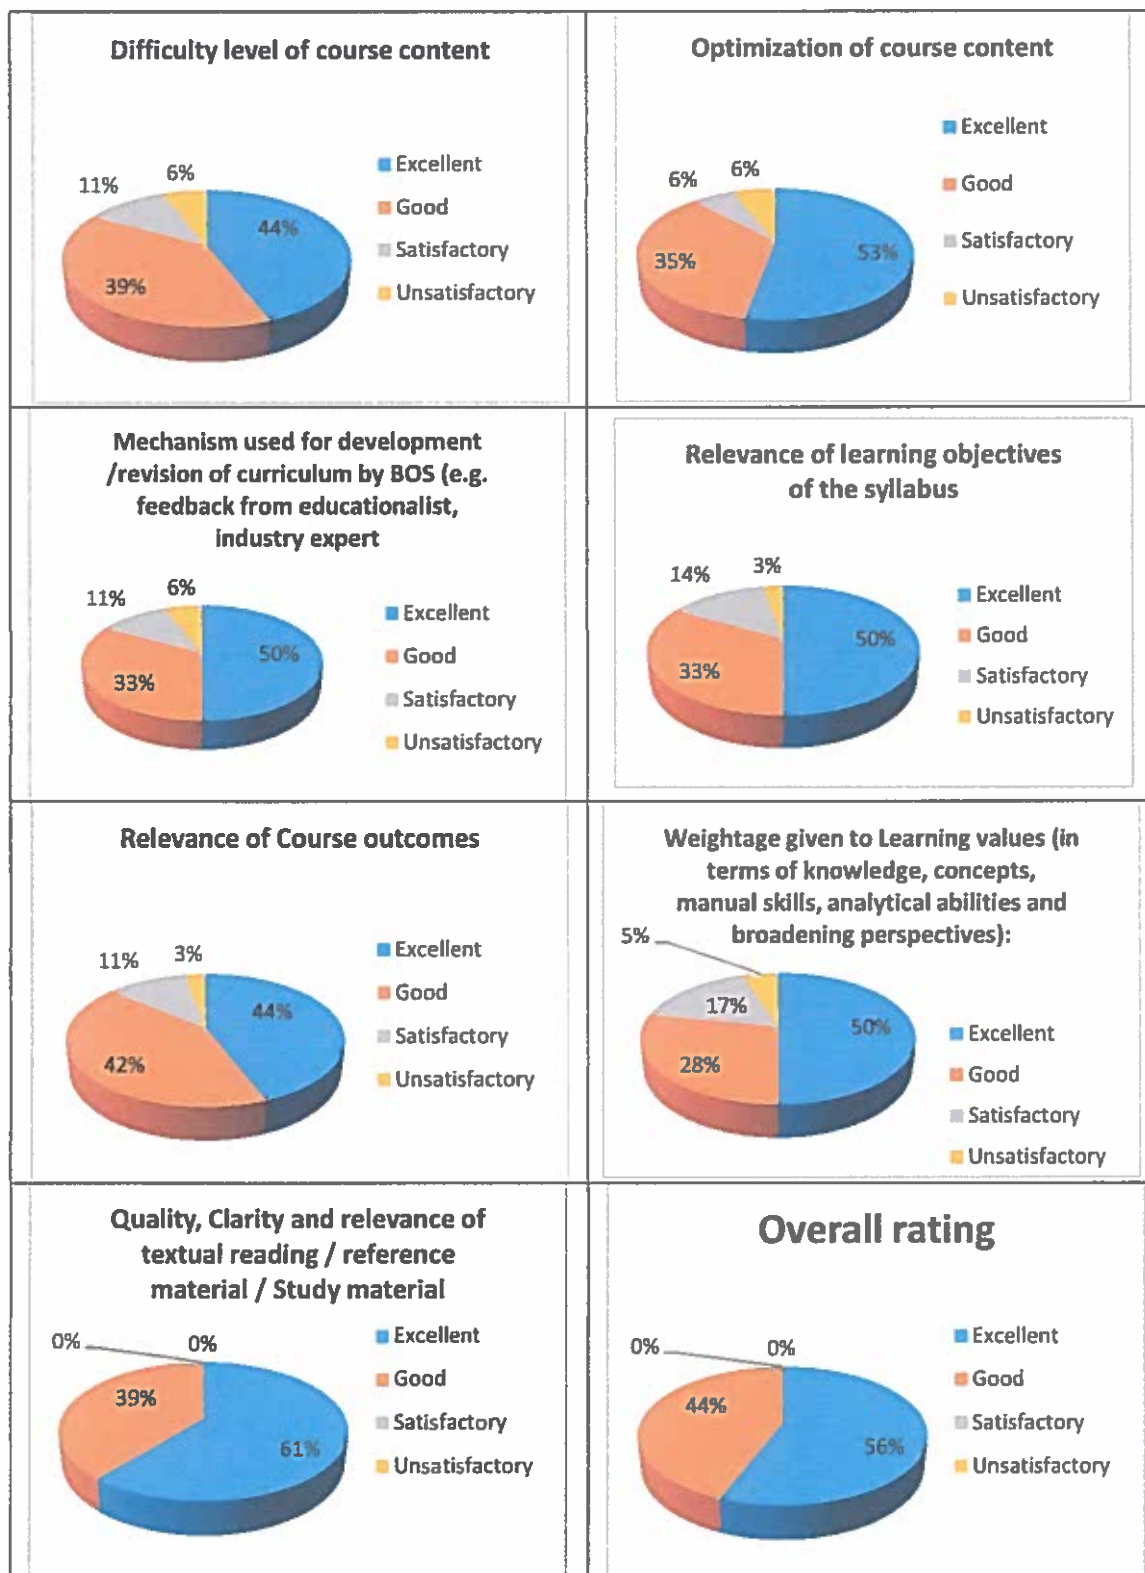 Difficulty level of course content
11%
6%
44%
39%
Excellent
Good
Satisfactory
Unsatisfactory
Optimization of course content
6%
6%
53%
35%
Excellent
Good
Satisfactory
Unsatisfactory
Mechanism used for development
/revision of curriculum by BOS (e.g.
feedback from educationalist,
industry expert
11%
6%
50%
33%
Excellent
Good
Satisfactory
Unsatisfactory
Relevance of learning objectives
of the syllabus
14%
3%
50%
33%
Excellent
Good
Satisfactory
Unsatisfactory
Relevance of Course outcomes
11%
3%
44%
42%
Excellent
Good
Satisfactory
Unsatisfactory
Weightage given to Learning values (in
terms of knowledge, concepts,
manual skills, analytical abilities and
broadening perspectives):
5%
17%
50%
28%
Excellent
Good
Satisfactory
Unsatisfactory
Quality, Clarity and relevance of
textual reading / reference
material / Study material
0%
0%
39%
61%
Excellent
Good
Satisfactory
Unsatisfactory
Overall rating
0%
0%
44%
56%
Excellent
Good
Satisfactory
Unsatisfactory